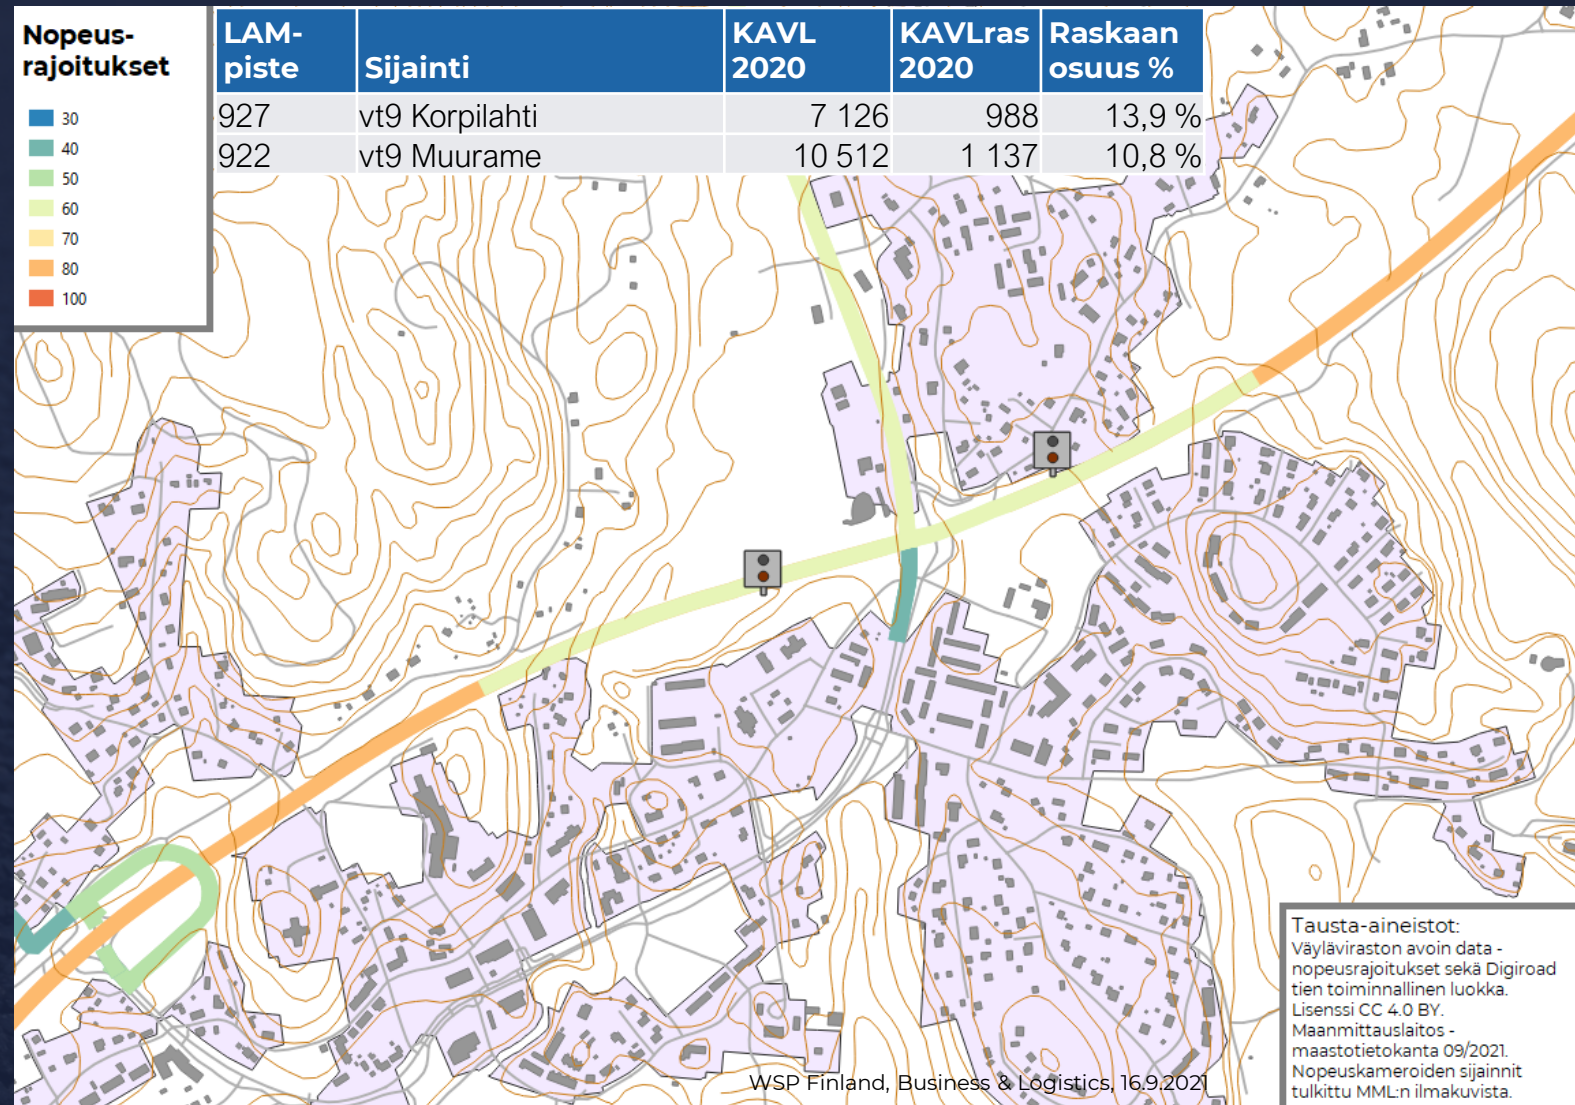 Nopeus-
rajoitukset
30
40
50
60
70
80
100
LAM-piste Sijainti KAVL 2020 KAVLras 2020 Raskaan osuus %
927 vt9 Korpilahti 7 126 988 13,9 %
922 vt9 Muurame 10 512 1 137 10,8 %
Tausta-aineistot:
Väyläviraston avoin data -
nopeusrajoitukset sekä Digiroad
tien toiminnallinen luokka.
Lisenssi CC 4.0 BY.
Maanmittauslaitos -
maastotietokanta 09/2021.
Nopeuskameroiden sijainnit
tulkittu MML:n ilmakuvista.
WSP Finland, Business & Logistics, 16.9.2021